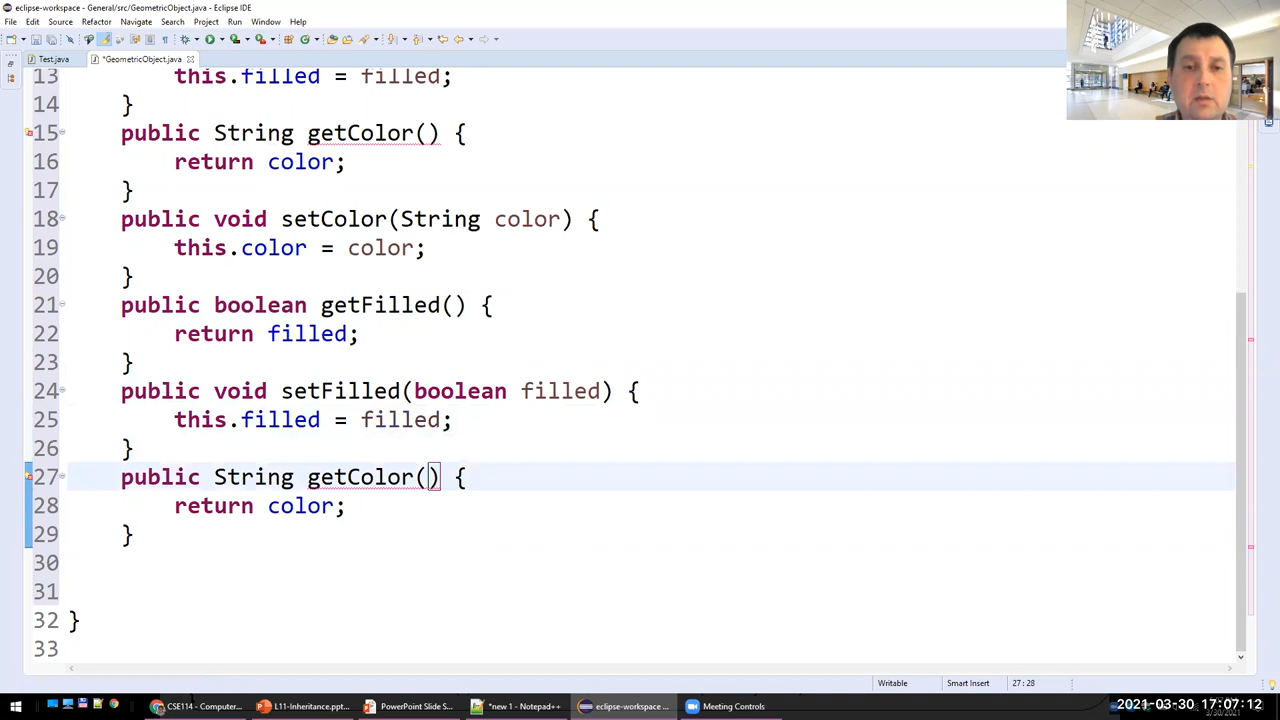 eclipse-workspace - General/src/GeometricObject.java - Eclipse IDE
File Edit Source Refactor Navigate Search Project Run Window Help
Test.java *GeometricObject.java
13 this.filled = filled;
14 }
15 public String getColor() {
16 return color;
17 }
18 public void setColor(String color) {
19 this.color = color;
20 }
21 public boolean getFilled() {
22 return filled;
23 }
24 public void setFilled(boolean filled) {
25 this.filled = filled;
26 }
27 public String getColor() {
28 return color;
29 }
30
31
32 }
33
Writable Smart Insert 27 : 28
CSE114 - Computer... L11-Inheritance.ppt... PowerPoint Slide S... *new 1 - Notepad++ eclipse-workspace ... Zoom Meeting Controls
2021-03-30 17:07:12